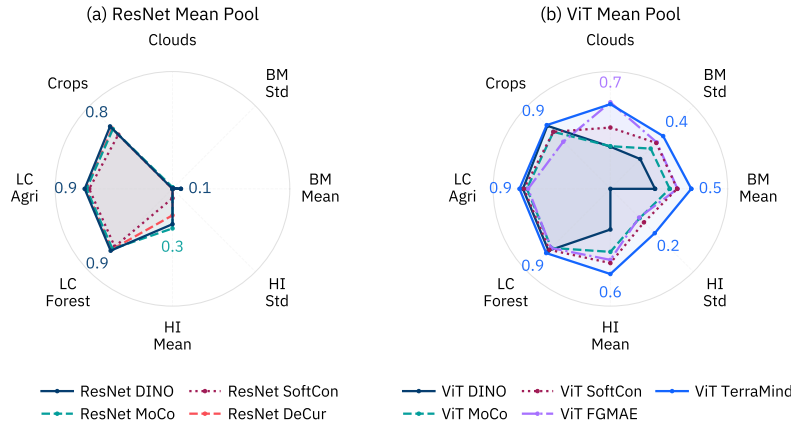 (a) ResNet Mean Pool
Clouds
BM
Std
Crops
0.8
LC
Agri
0.9
0.1
BM
Mean
0.9
0.3
LC
Forest
HI
Std
HI
Mean
ResNet DINO
ResNet SoftCon
ResNet MoCo
ResNet DeCur
(b) ViT Mean Pool
Clouds
0.7
BM
Std
Crops
0.9
0.4
LC
Agri
0.9
0.5
BM
Mean
0.2
0.9
0.6
LC
Forest
HI
Std
HI
Mean
ViT DINO
ViT SoftCon
ViT TerraMind
ViT MoCo
ViT FGMAE